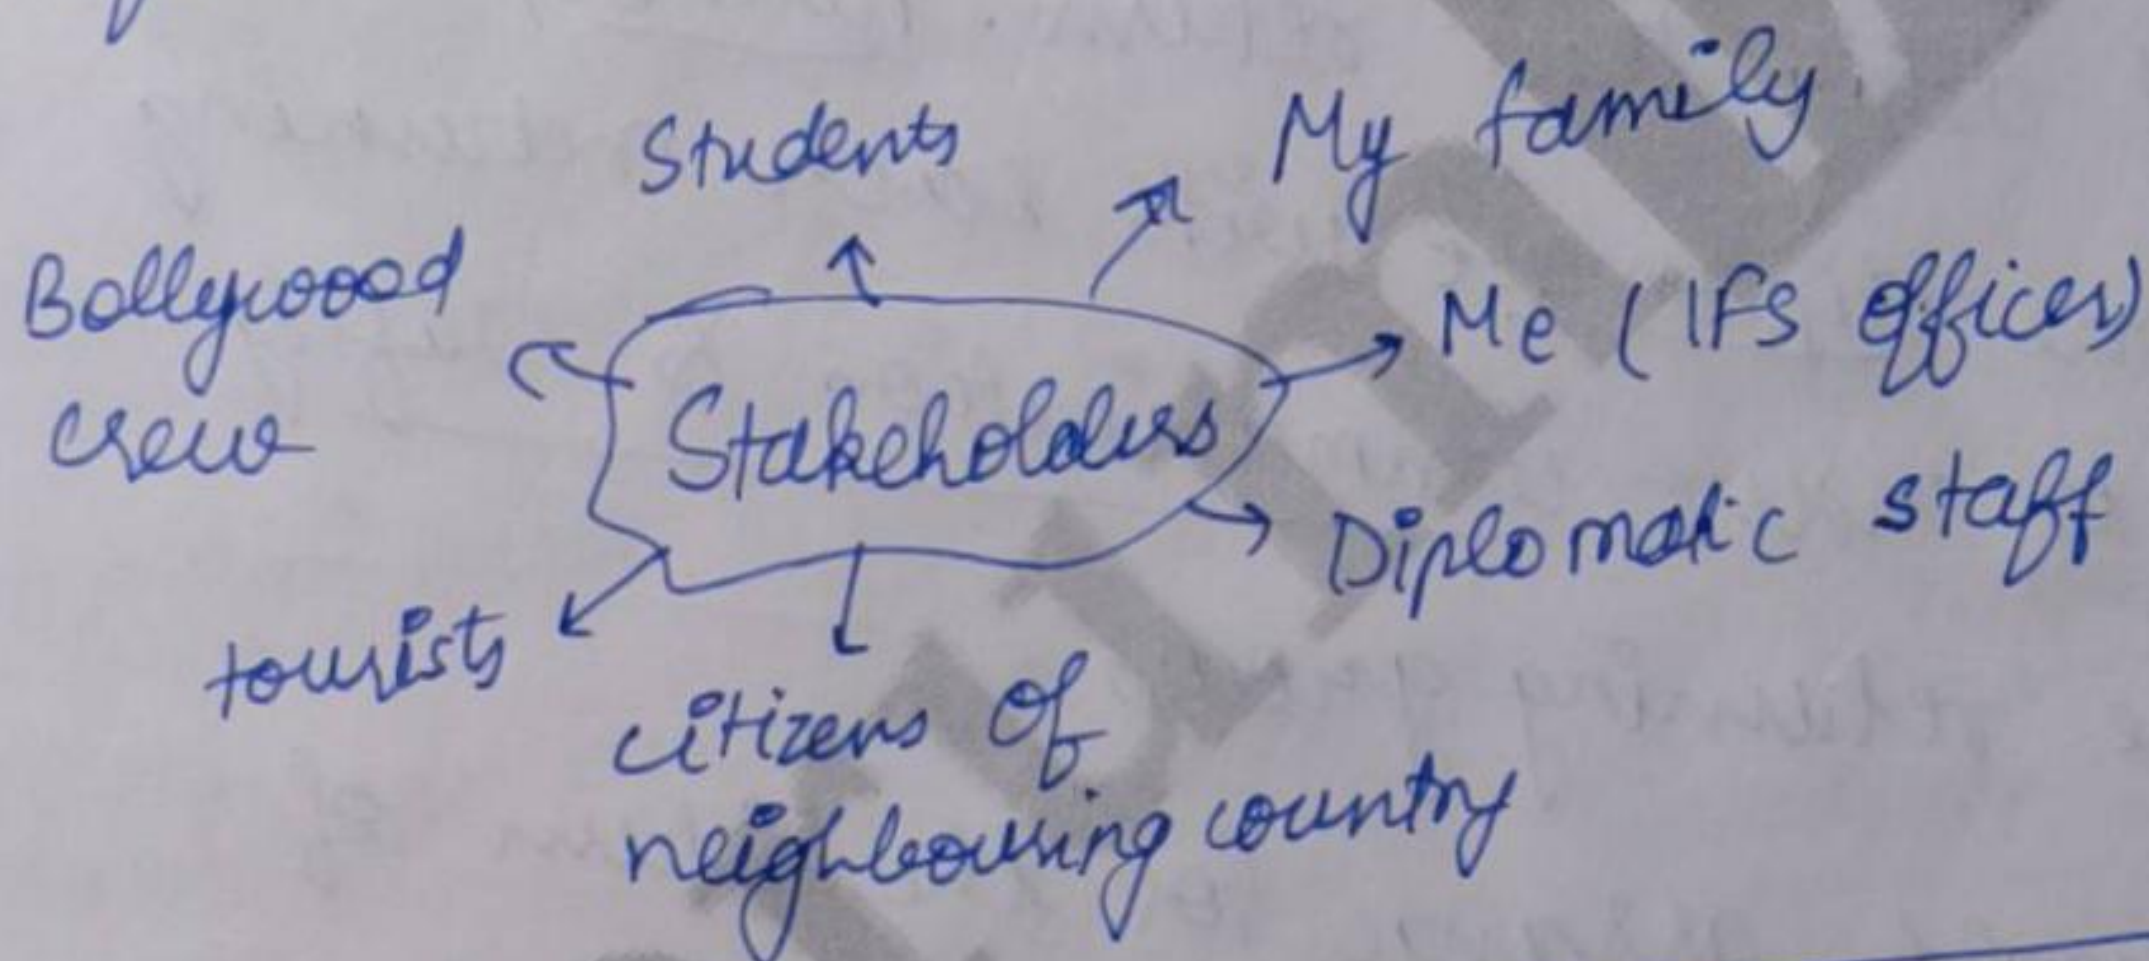 Students
My family
Bollywood
crew
Me (IFS officer)
Stakeholders
Diplomatic staff
tourists
citizens of
neighbouring country